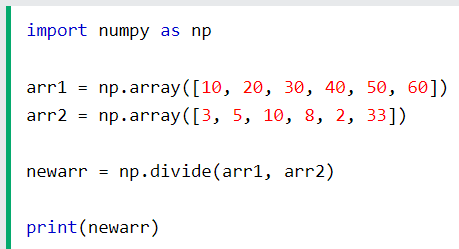 import numpy as np
arr1 = np.array([10, 20, 30, 40, 50, 60])
arr2 = np.array([3, 5, 10, 8, 2, 33])
newarr = np.divide(arr1, arr2)
print(newarr)